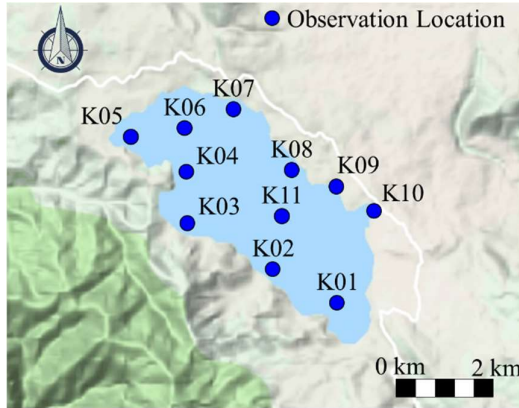 Observation Location
N
K07
K05 K06
K04 K08
K09
K03 K11 K10
K02
K01
0 km 2 km